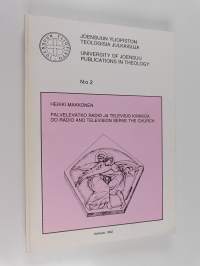 JOENSUUN YLIOPISTON
TEOLOGISIA JULKAISUJA
UNIVERSITY OF JOENSUU
PUBLICATIONS IN THEOLOGY
N:o 2
HEIKKI MAKKONEN
PALVELEVATKO RADIO JA TELEVISIO KIRKKOA
DO RADIO AND TELEVISION SERVE THE CHURCH